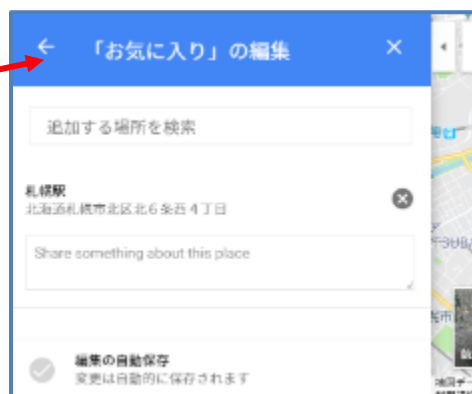 「お気に入り」の編集
追加する場所を検索
札幌駅
北海道札幌市北区北6条西4丁目
Share something about this place
編集の自動保存
変更は自動的に保存されます